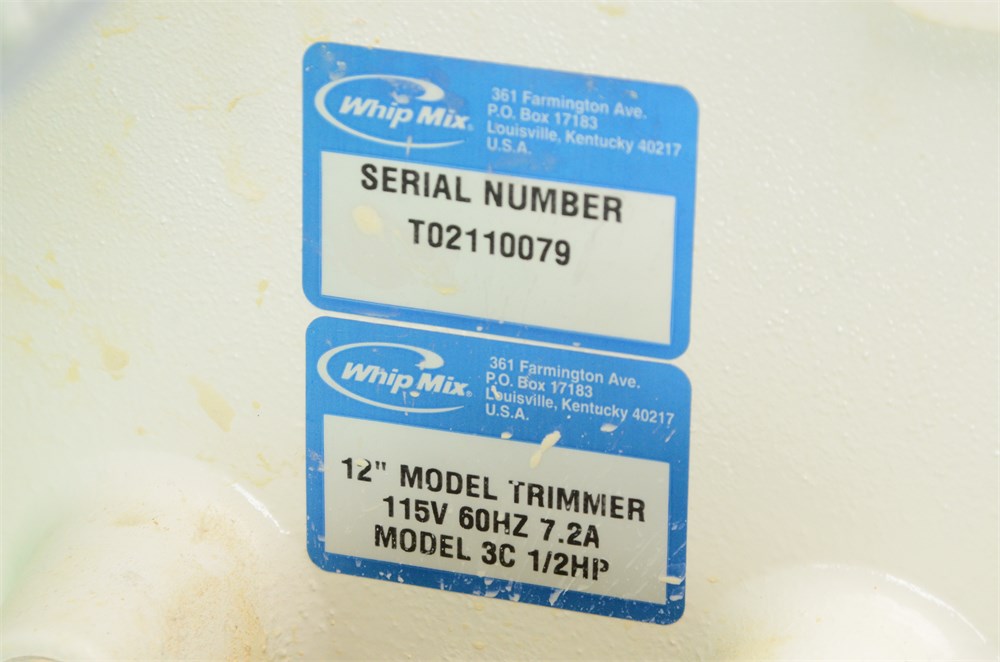 Whip Mix®
361 Farmington Ave.
P.O. Box 17183
Louisville, Kentucky 40217
U.S.A.
SERIAL NUMBER
T02110079
Whip Mix®
361 Farmington Ave.
P.O. Box 17183
Louisville, Kentucky 40217
U.S.A.
12" MODEL TRIMMER
115V 60HZ 7.2A
MODEL 3C 1/2HP